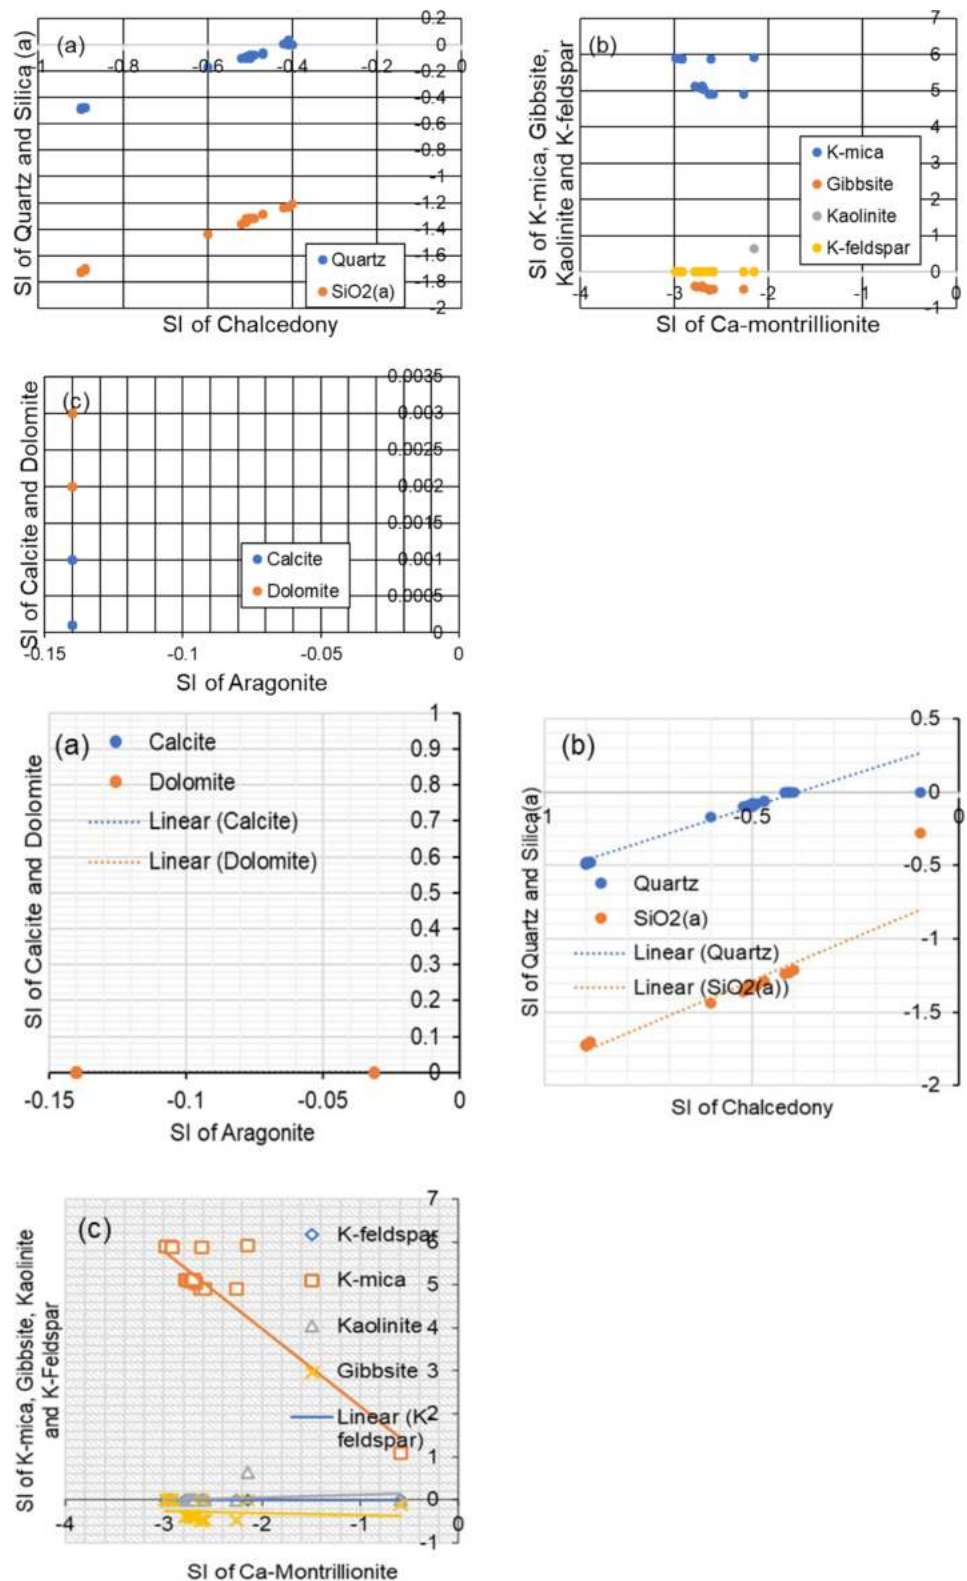 SI of Quartz and Silica (a)
(a)
0.2
0
-0.2
-0.4
-0.6
-0.8
-1
-1.2
-1.4
-1.6
-1.8
-2
-1
-0.8
-0.6
-0.4
-0.2
0
Quartz
SiO2(a)
SI of Chalcedony
SI of K-mica, Gibbsite,
Kaolinite and K-feldspar
(b)
7
6
5
4
3
2
1
0
-1
K-mica
Gibbsite
Kaolinite
K-feldspar
-4
-3
-2
-1
0
SI of Ca-montrillionite
SI of Calcite and Dolomite
(c)
0.0035
0.003
0.0025
0.002
0.0015
0.001
0.0005
0
Calcite
Dolomite
-0.15
-0.1
-0.05
0
SI of Aragonite
SI of Calcite and Dolomite
(a)
Calcite
Dolomite
Linear (Calcite)
Linear (Dolomite)
1
0.9
0.8
0.7
0.6
0.5
0.4
0.3
0.2
0.1
0
-0.15
-0.1
-0.05
0
SI of Aragonite
SI of Quartz and Silica(a)
(b)
0.5
0
-0.5
-1
-1.5
-2
-1
-0.5
0
Quartz
SiO2(a)
Linear (Quartz)
Linear (SiO2(a))
SI of Chalcedony
SI of K-mica, Gibbsite, Kaolinite
and K-Feldspar
(c)
7
6
5
4
3
2
1
0
-1
K-feldspar
K-mica
Kaolinite
Gibbsite
Linear (K-
feldspar)
-4
-3
-2
-1
0
SI of Ca-Montrillionite